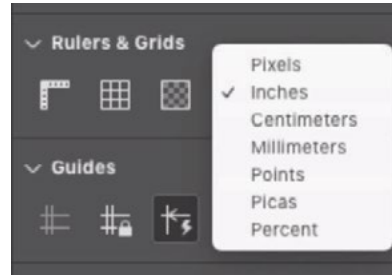 Rulers & Grids
Pixels
Inches
Centimeters
Millimeters
Guides
Points
Picas
Percent